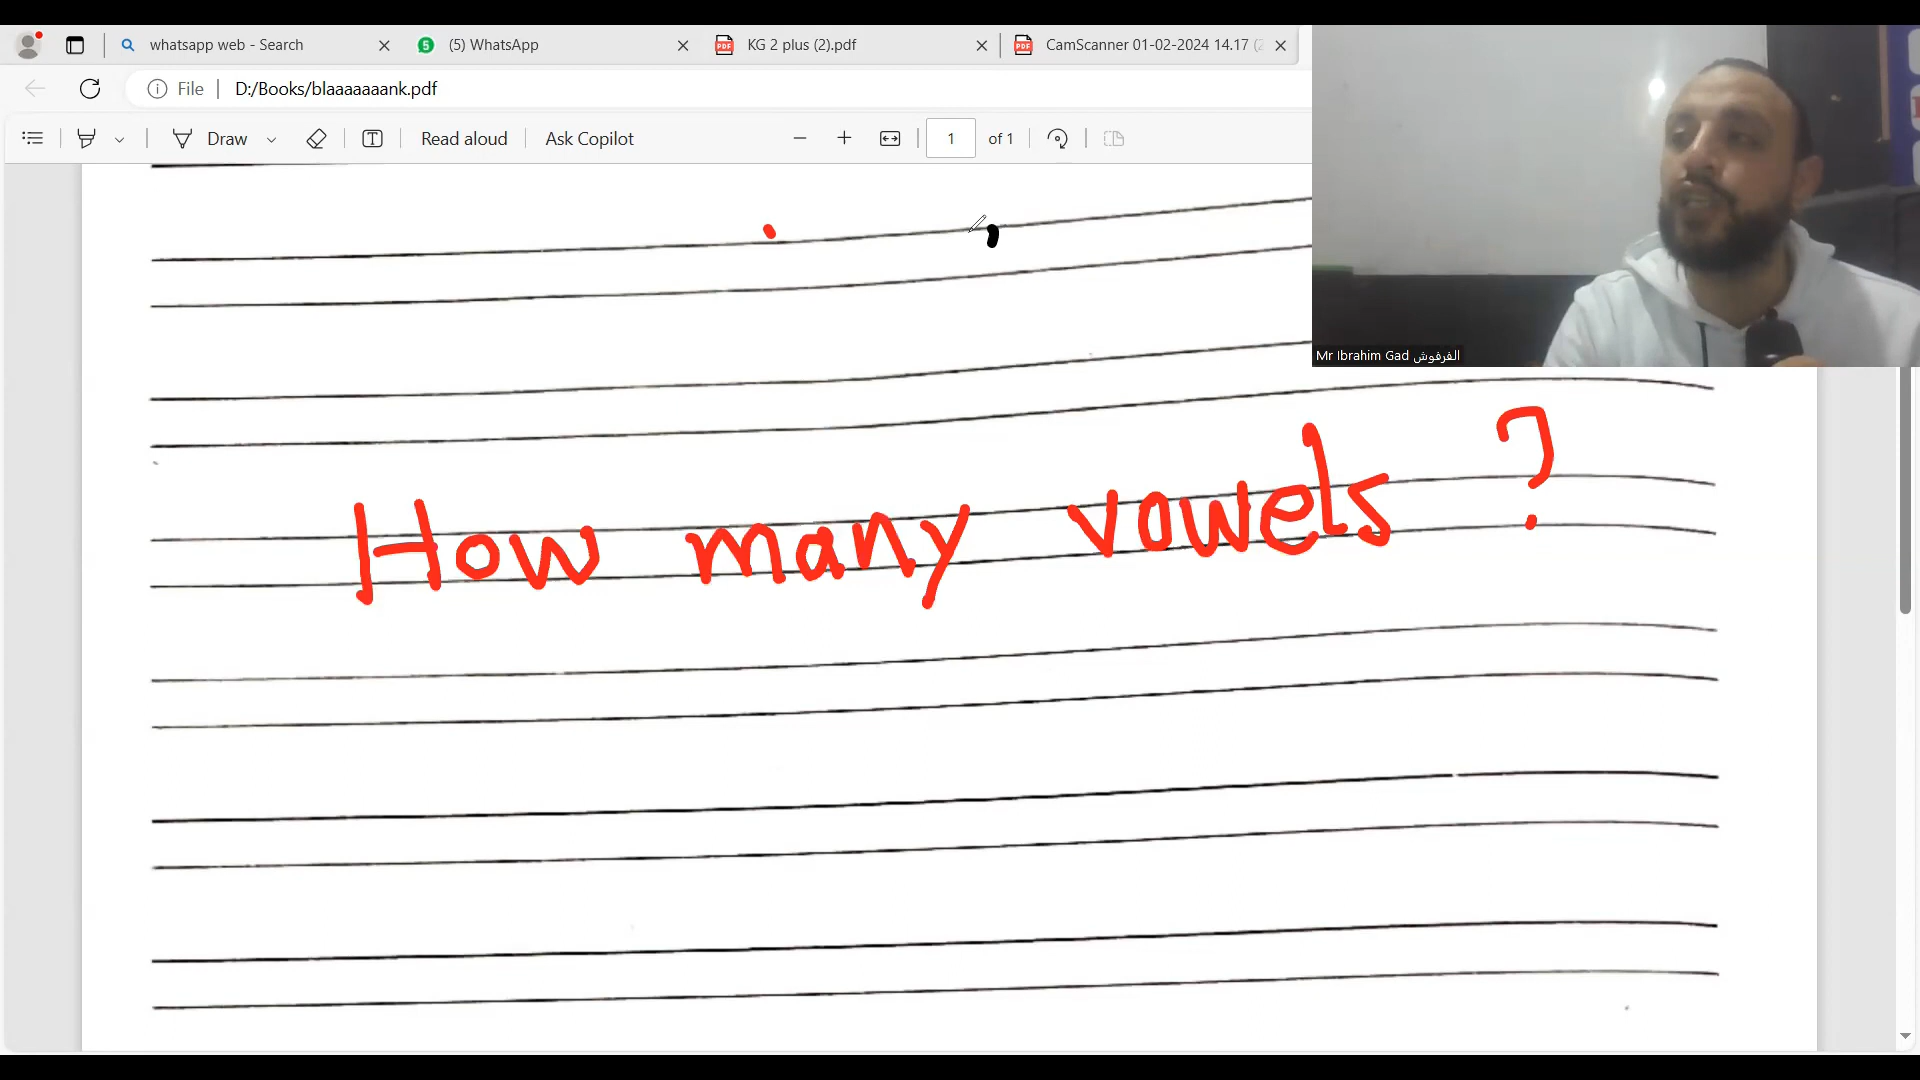 whatsapp web - Search
(5) WhatsApp
KG 2 plus (2).pdf
CamScanner 01-02-2024 14.17 (2
File
D:/Books/blaaaaaaank.pdf
Draw
Read aloud
Ask Copilot
1 of 1
Mr Ibrahim Gad الفرفوش
How many vowels ?